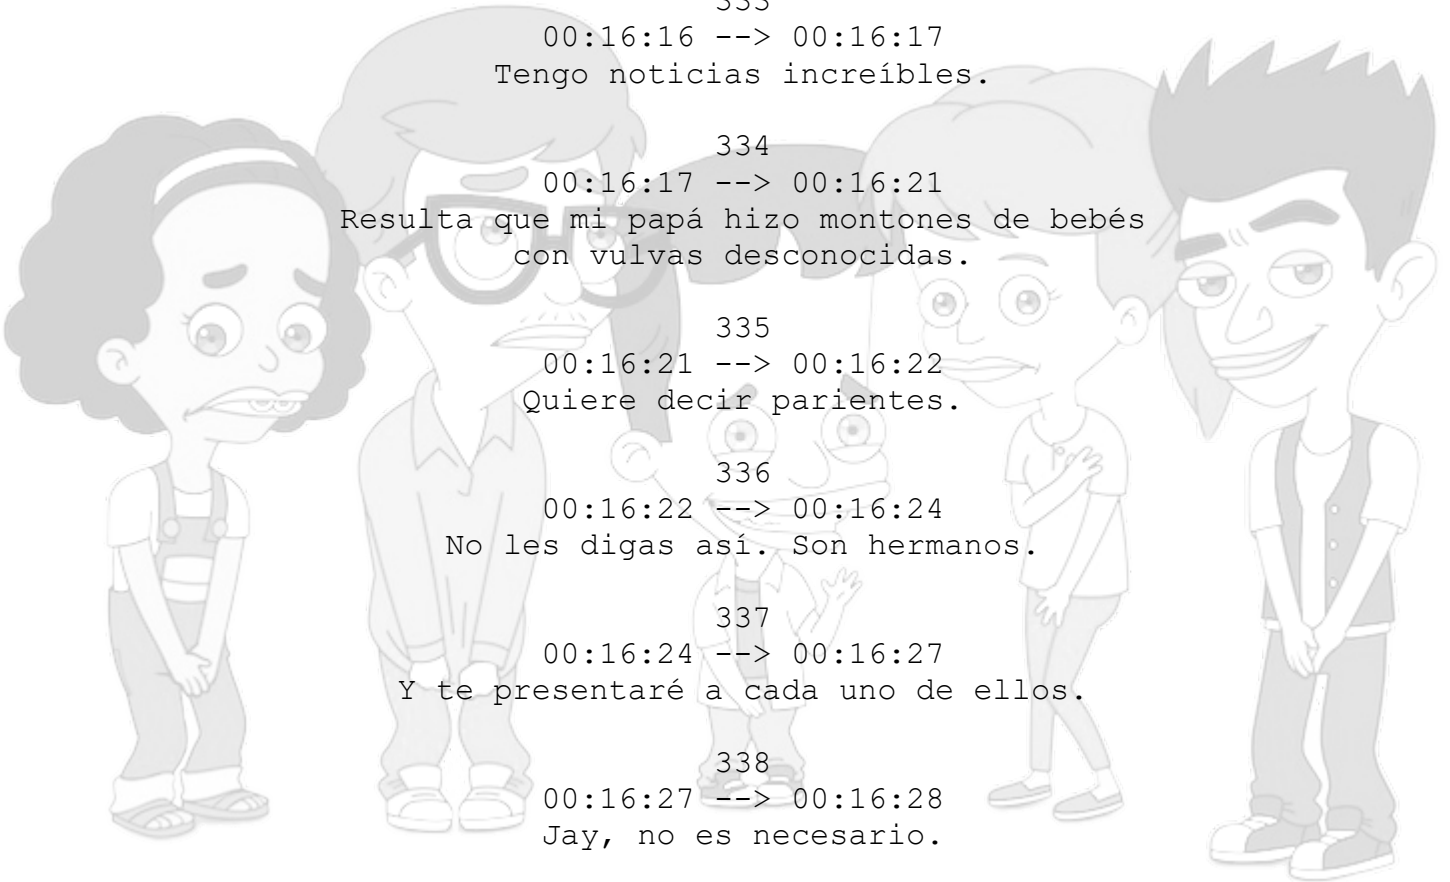 333
00:16:16 --> 00:16:17
Tengo noticias increíbles.
334
00:16:17 --> 00:16:21
Resulta que mi papá hizo montones de bebés
con vulvas desconocidas.
335
00:16:21 --> 00:16:22
Quiere decir parientes.
336
00:16:22 --> 00:16:24
No les digas así. Son hermanos.
337
00:16:24 --> 00:16:27
Y te presentaré a cada uno de ellos.
338
00:16:27 --> 00:16:28
Jay, no es necesario.